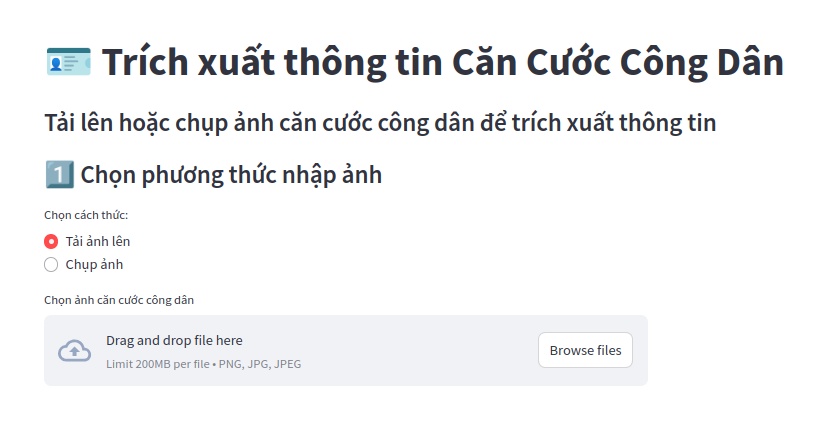 🪪 Trích xuất thông tin Căn Cước Công Dân
Tải lên hoặc chụp ảnh căn cước công dân để trích xuất thông tin
1️⃣ Chọn phương thức nhập ảnh
Chọn cách thức:
Tải ảnh lên
Chụp ảnh
Chọn ảnh căn cước công dân
Drag and drop file here
Limit 200MB per file • PNG, JPG, JPEG
Browse files